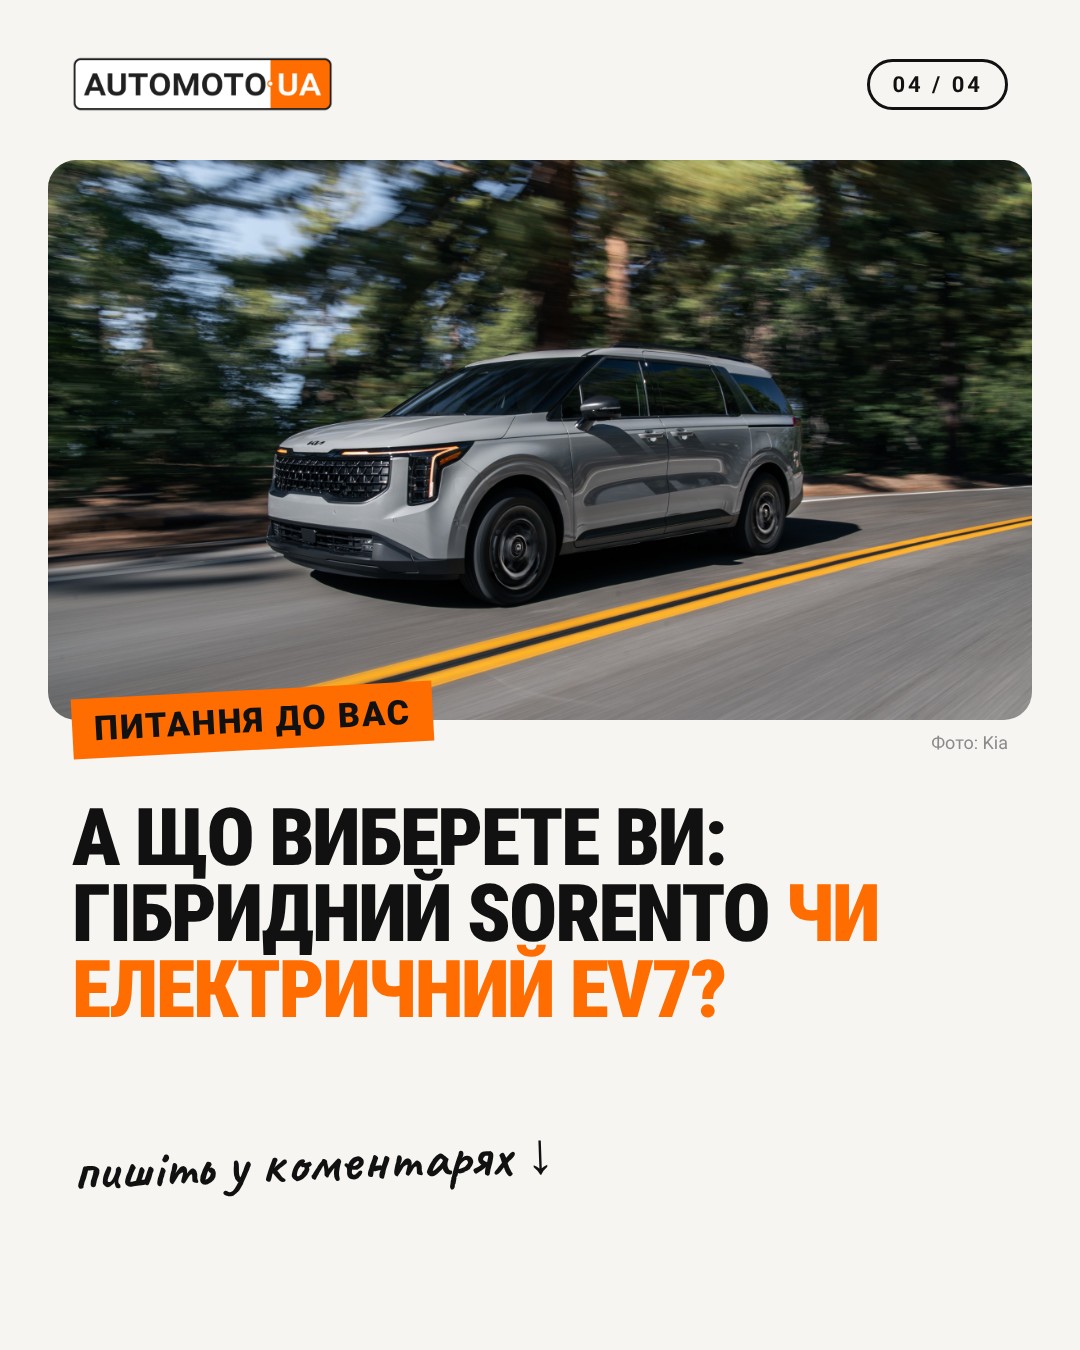 AUTOMOTO UA
04 / 04
KIA
ПИТАННЯ ДО ВАС
Фото: Kia
А ЩО ВИБЕРЕТЕ ВИ:
ГІБРИДНИЙ SORENTO ЧИ
ЕЛЕКТРИЧНИЙ EV7?
пишіть у коментарях ↓